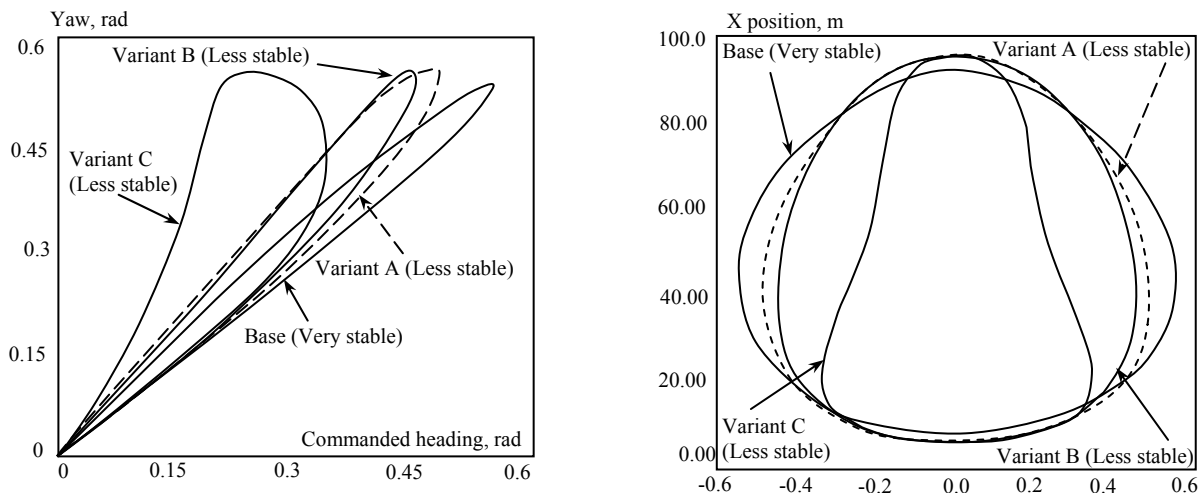 Yaw, rad
0.6
0.45
0.3
0.15
0
Variant B (Less stable)
Variant C
(Less stable)
Variant A (Less stable)
Base (Very stable)
Commanded heading, rad
0
0.15
0.3
0.45
0.6
X position, m
100.0
80.00
60.00
40.00
20.00
0.00
Base (Very stable)
Variant A (Less stable)
Variant C
(Less stable)
Variant B (Less stable)
-0.6
-0.4
-0.2
0.0
0.2
0.4
0.6